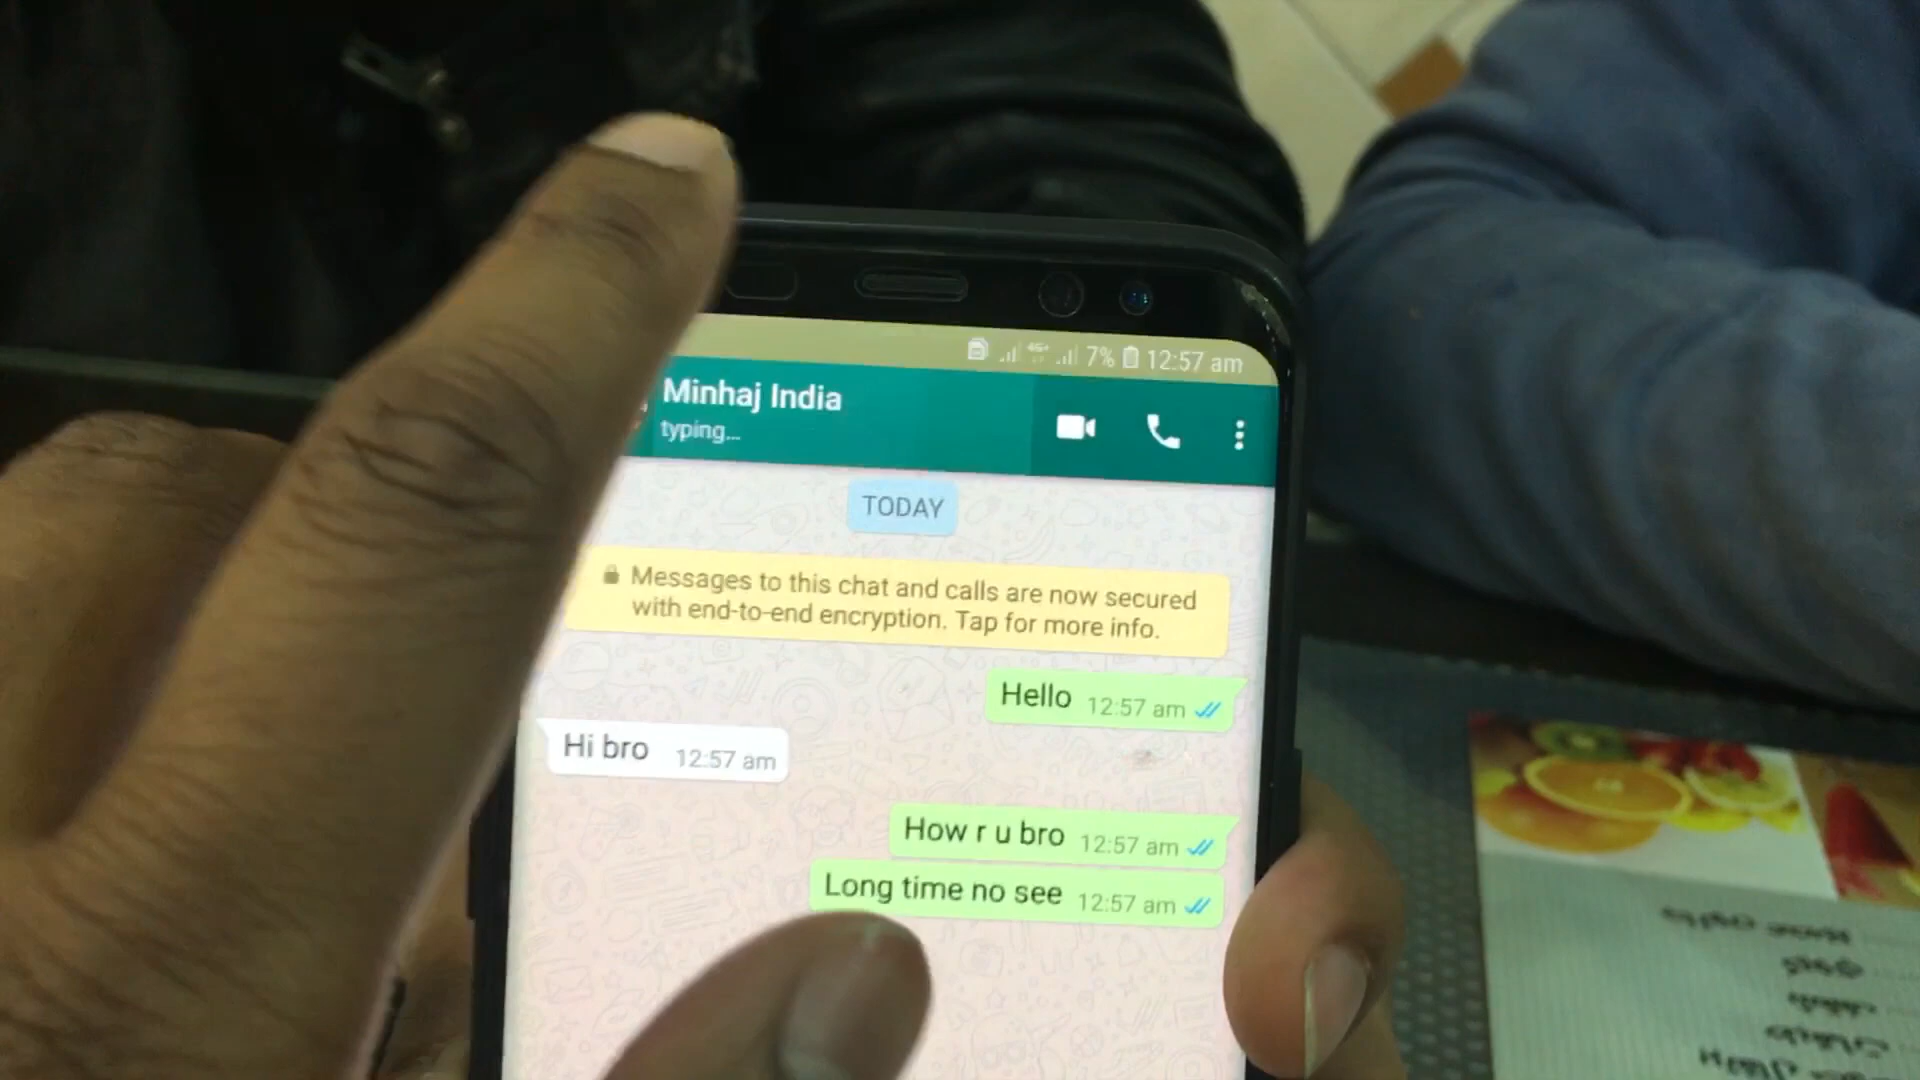 4G+ 7% 12:57 am
Minhaj India
typing...
TODAY
Messages to this chat and calls are now secured
with end-to-end encryption. Tap for more info.
Hello 12:57 am
Hi bro 12:57 am
How r u bro 12:57 am
Long time no see 12:57 am